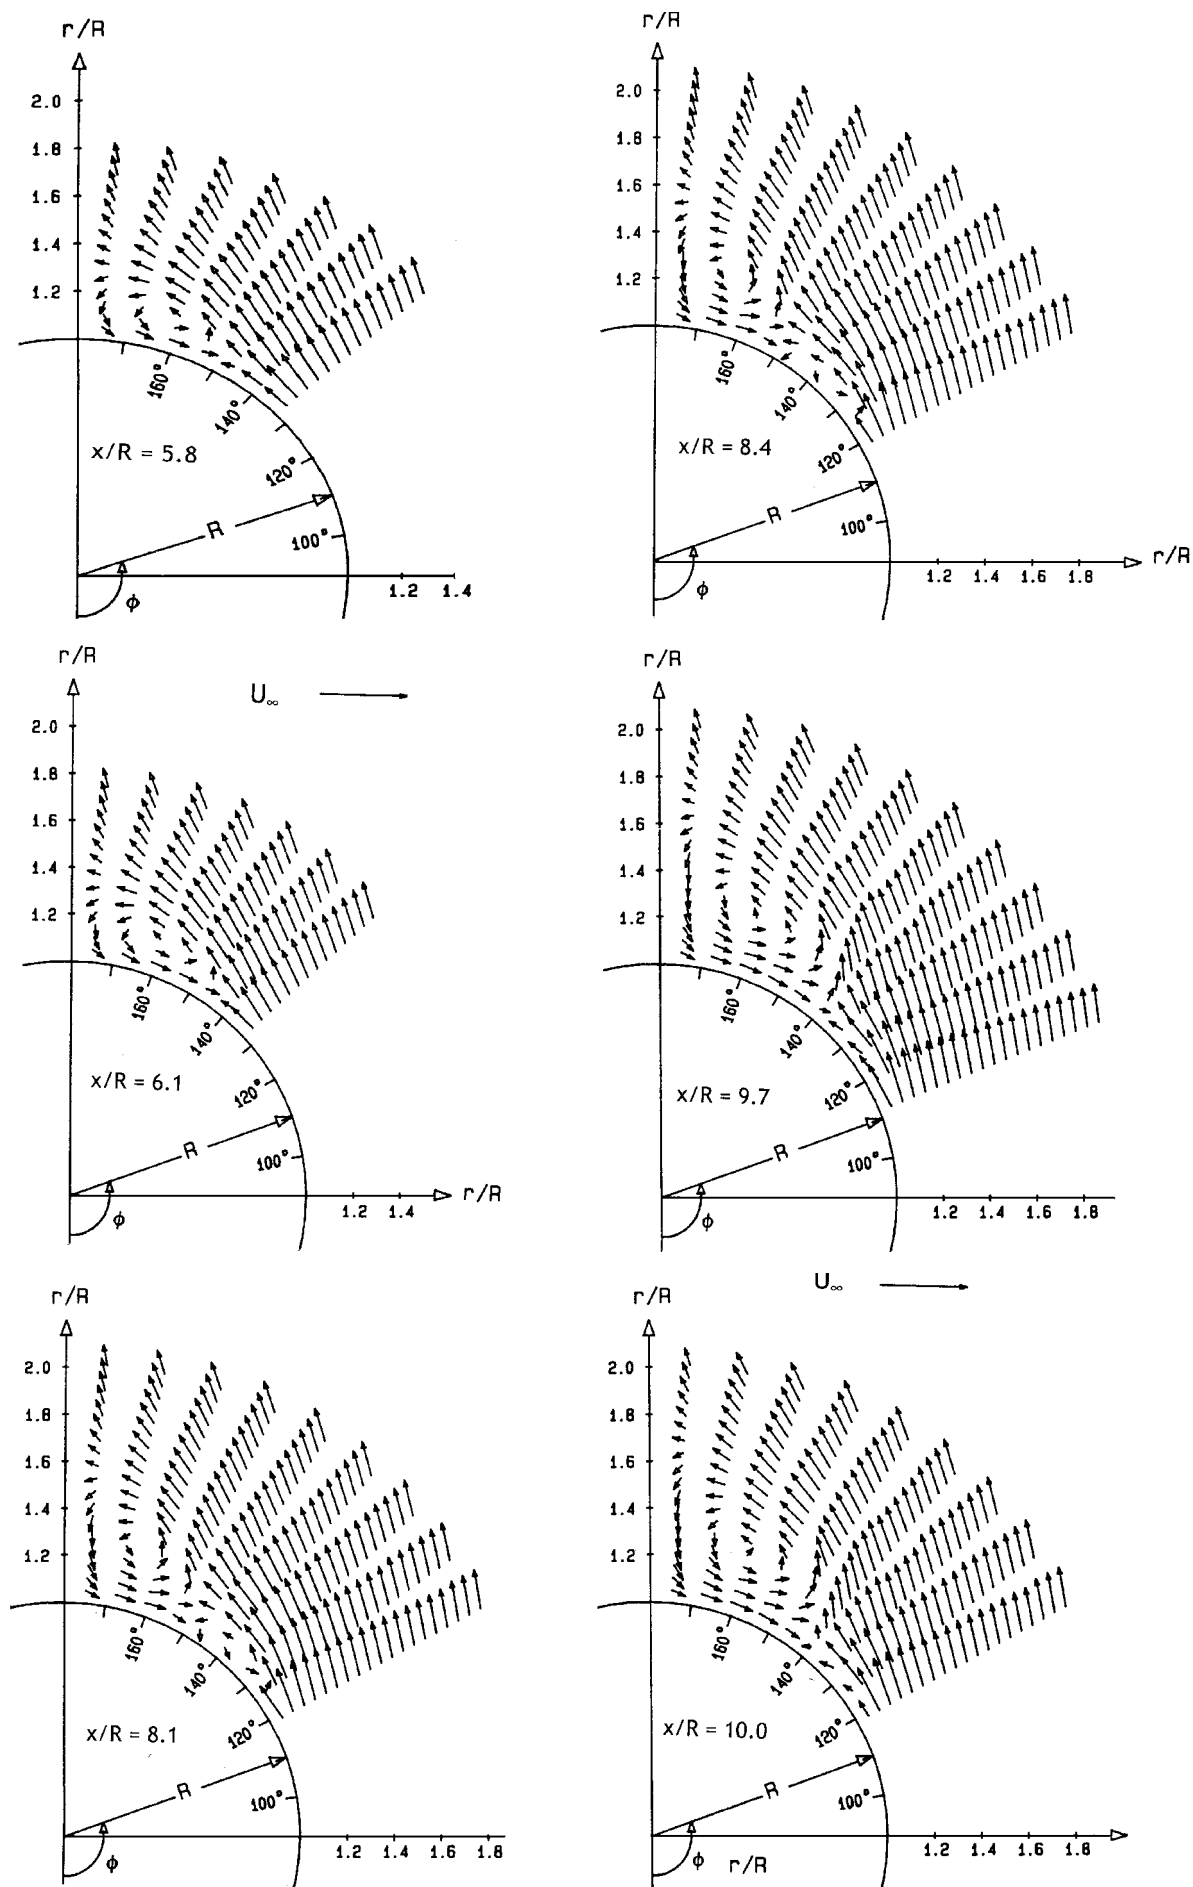 r/R
2.0
1.8
1.6
1.4
1.2
160°
140°
120°
100°
x/R = 5.8
R
ϕ
1.2 1.4
r/R
2.0
1.8
1.6
1.4
1.2
160°
140°
120°
100°
x/R = 8.4
R
ϕ
1.2 1.4 1.6 1.8
r/R
r/R
U∞
2.0
1.8
1.6
1.4
1.2
160°
140°
120°
100°
x/R = 6.1
R
ϕ
1.2 1.4
r/R
r/R
2.0
1.8
1.6
1.4
1.2
160°
140°
120°
100°
x/R = 9.7
R
ϕ
1.2 1.4 1.6 1.8
r/R
2.0
1.8
1.6
1.4
1.2
160°
140°
120°
100°
x/R = 8.1
R
ϕ
1.2 1.4 1.6 1.8
r/R
U∞
2.0
1.8
1.6
1.4
1.2
160°
140°
120°
100°
x/R = 10.0
R
ϕ
r/R
1.2 1.4 1.6 1.8